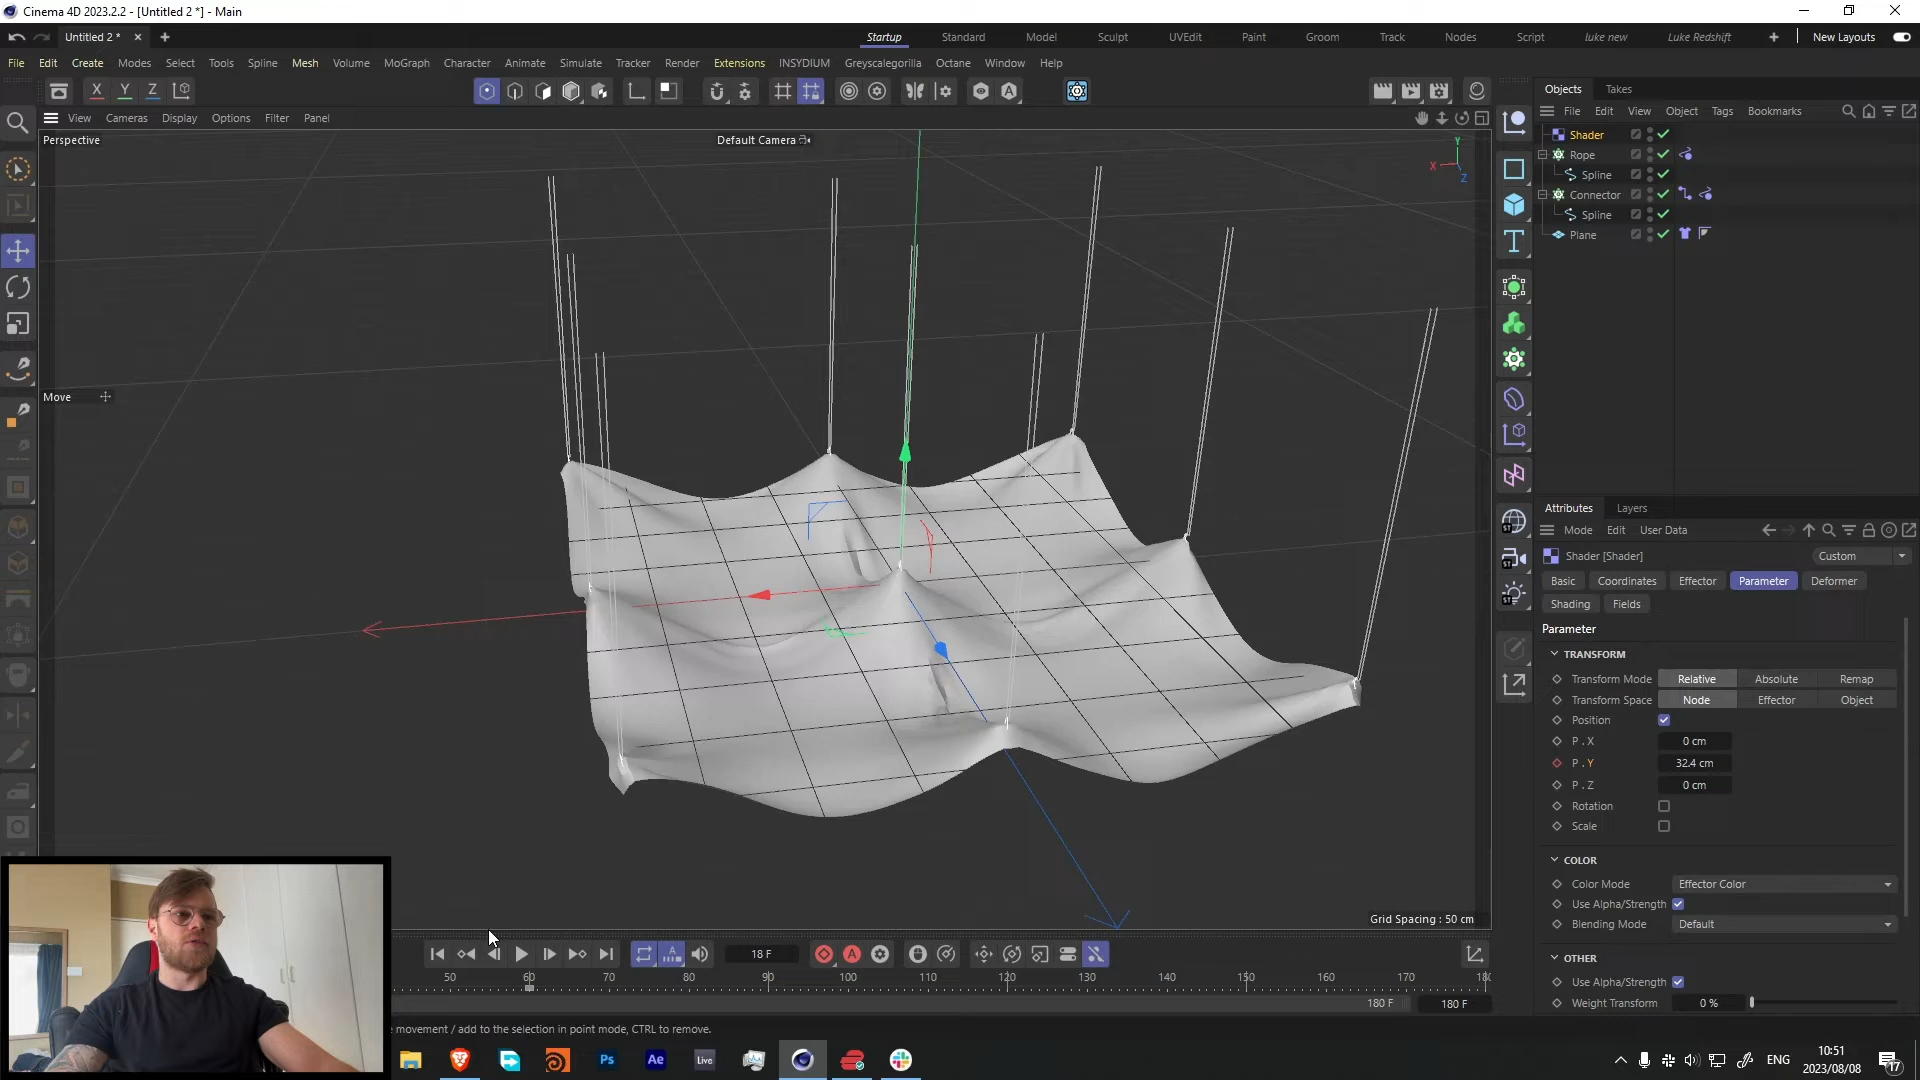 Cinema 4D 2023.2.2 - [Untitled 2 *] - Main
Untitled 2 *
Startup Standard Model Sculpt UVEdit Paint Groom Track Nodes Script luke new Luke Redshift New Layouts
File Edit Create Modes Select Tools Spline Mesh Volume MoGraph Character Animate Simulate Tracker Render Extensions INSYDIUM Greyscalegorilla Octane Window Help
X Y Z
View Cameras Display Options Filter Panel
Perspective
Default Camera
Y
X
Z
Move
Grid Spacing : 50 cm
Objects Takes
File Edit View Object Tags Bookmarks
Shader
Rope
Spline
Connector
Spline
Plane
Attributes Layers
Mode Edit User Data
Shader [Shader] Custom
Basic Coordinates Effector Parameter Deformer
Shading Fields
Parameter
TRANSFORM
Transform Mode Relative Absolute Remap
Transform Space Node Effector Object
Position
P . X 0 cm
P . Y 32.4 cm
P . Z 0 cm
Rotation
Scale
COLOR
Color Mode Effector Color
Use Alpha/Strength
Blending Mode Default
OTHER
Use Alpha/Strength
Weight Transform 0 %
18 F
50 60 70 80 90 100 110 120 130 140 150 160 170
180 F 180 F
movement / add to the selection in point mode, CTRL to remove.
Ps Ae Live
ENG
10:51
2023/08/08
17